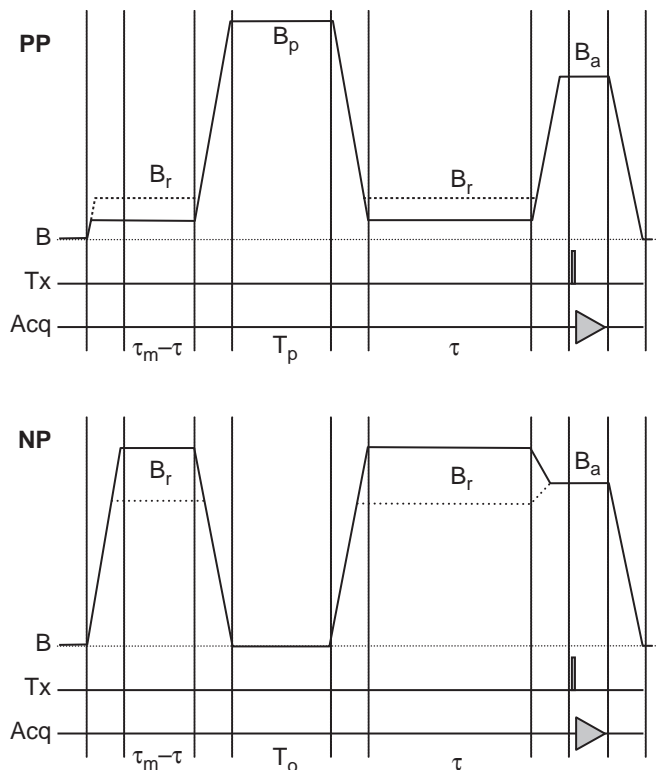 PP
B_p
B_a
B_r
B_r
B
Tx
Acq
τ_m–τ
T_p
τ
NP
B_r
B_r
B_a
B
Tx
Acq
τ_m–τ
T_o
τ